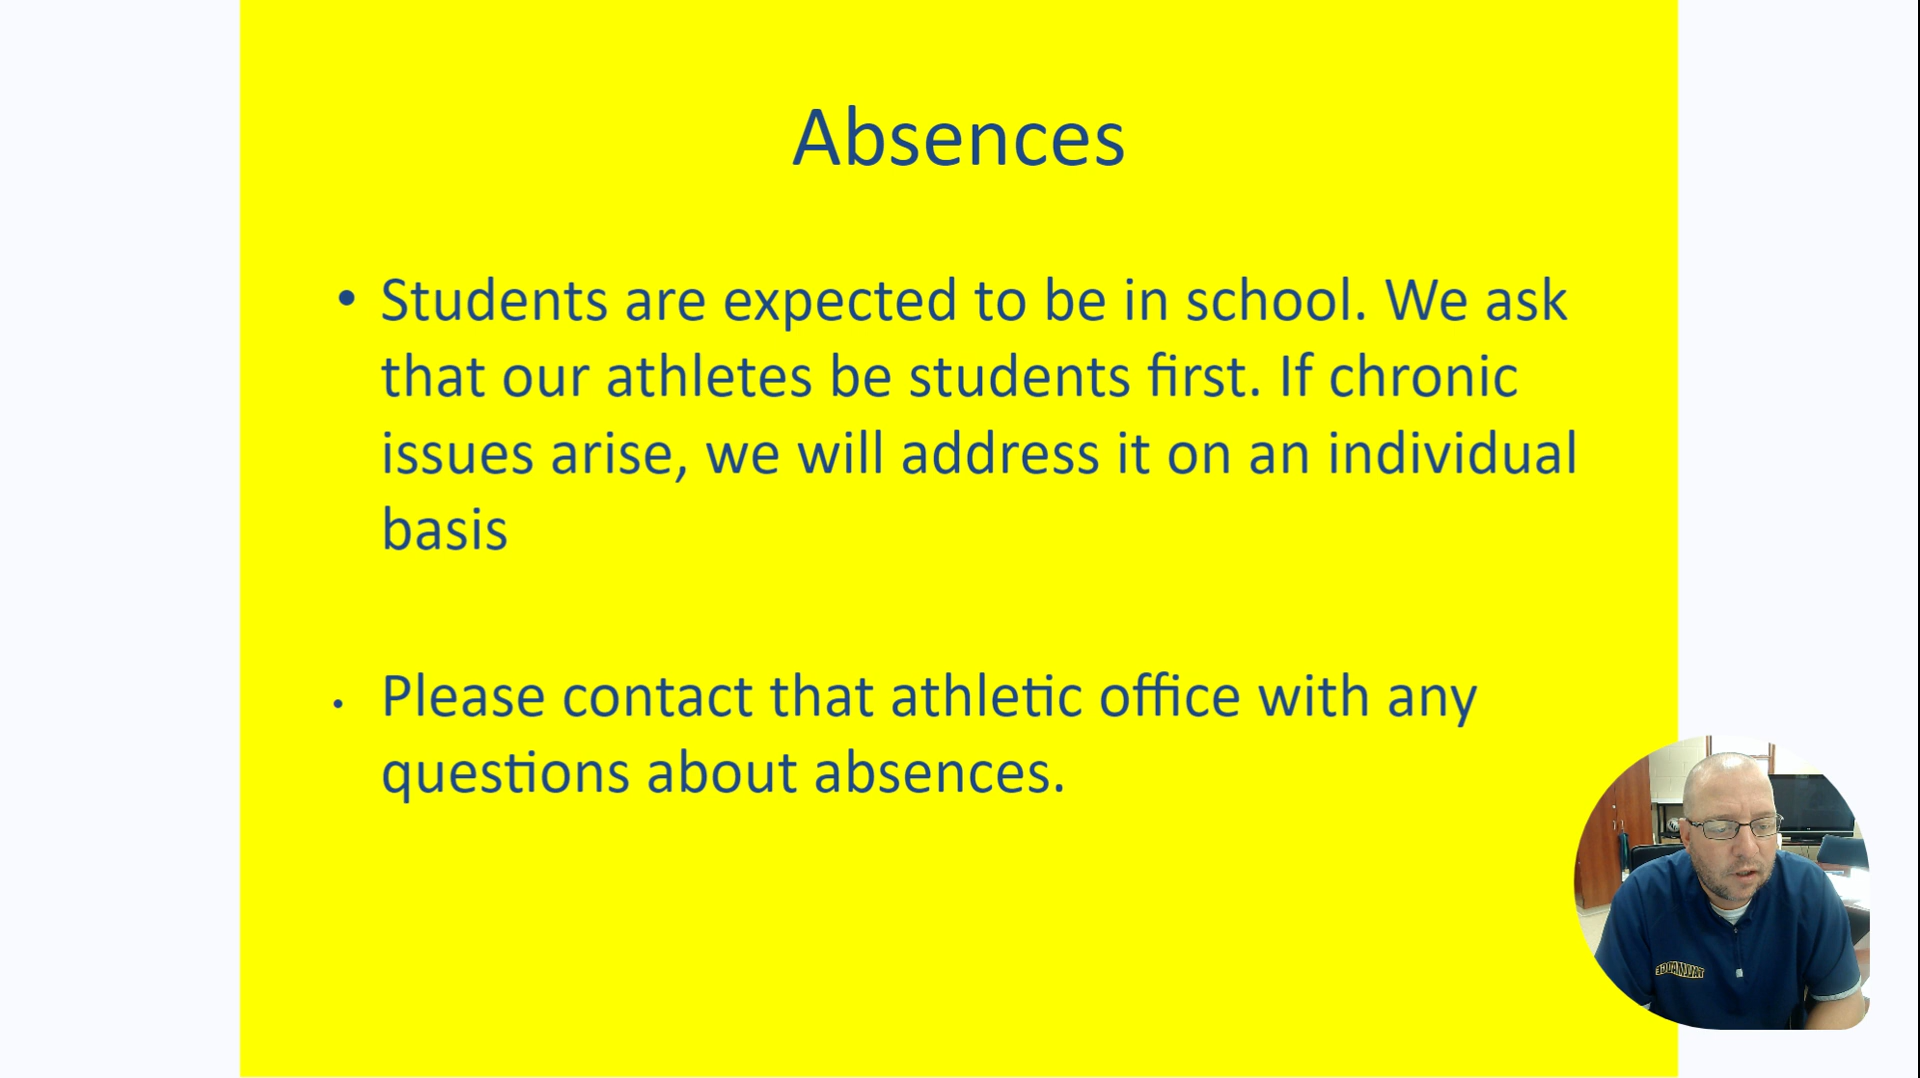 Absences
• Students are expected to be in school. We ask
that our athletes be students first. If chronic
issues arise, we will address it on an individual
basis
• Please contact that athletic office with any
questions about absences.
TALLMADGE